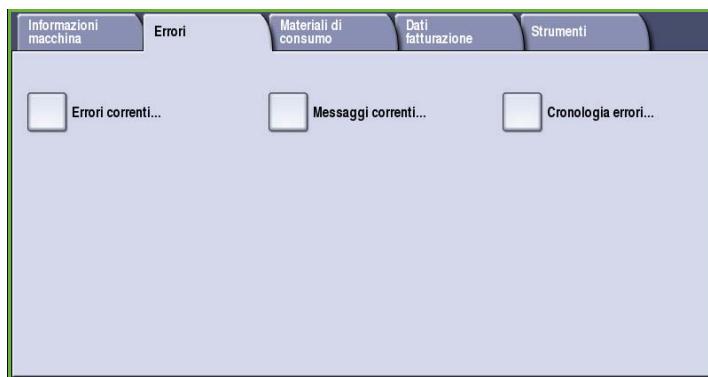 Informazioni
macchina
Errori
Materiali di
consumo
Dati
fatturazione
Strumenti
Errori correnti...
Messaggi correnti...
Cronologia errori...